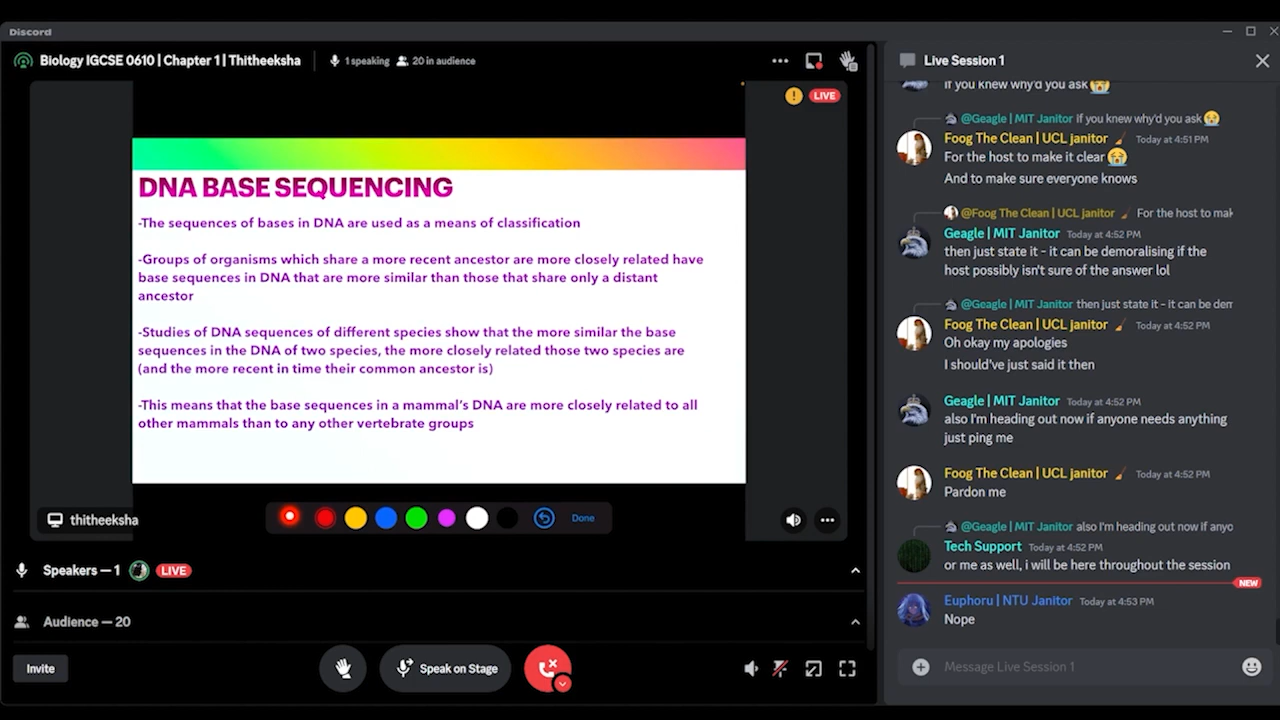 Discord
Biology IGCSE 0610 | Chapter 1 | Thitheeksha
1 speaking
20 in audience
LIVE
DNA BASE SEQUENCING
-The sequences of bases in DNA are used as a means of classification
-Groups of organisms which share a more recent ancestor are more closely related have
base sequences in DNA that are more similar than those that share only a distant
ancestor
-Studies of DNA sequences of different species show that the more similar the base
sequences in the DNA of two species, the more closely related those two species are
(and the more recent in time their common ancestor is)
-This means that the base sequences in a mammal's DNA are more closely related to all
other mammals than to any other vertebrate groups
thitheeksha
Done
Speakers — 1
LIVE
Audience — 20
Invite
Speak on Stage
Live Session 1
If you knew why'd you ask
@Geagle | MIT Janitor If you knew why'd you ask
Foog The Clean | UCL janitor Today at 4:51 PM
For the host to make it clear
And to make sure everyone knows
@Foog The Clean | UCL janitor For the host to mak
Geagle | MIT Janitor Today at 4:52 PM
then just state it - it can be demoralising if the
host possibly isn't sure of the answer lol
@Geagle | MIT Janitor then just state it - it can be dem
Foog The Clean | UCL janitor Today at 4:52 PM
Oh okay my apologies
I should've just said it then
Geagle | MIT Janitor Today at 4:52 PM
also I'm heading out now if anyone needs anything
just ping me
Foog The Clean | UCL janitor Today at 4:52 PM
Pardon me
@Geagle | MIT Janitor also I'm heading out now if anyo
Tech Support Today at 4:52 PM
or me as well, i will be here throughout the session
NEW
Euphoru | NTU Janitor Today at 4:53 PM
Nope
Message Live Session 1